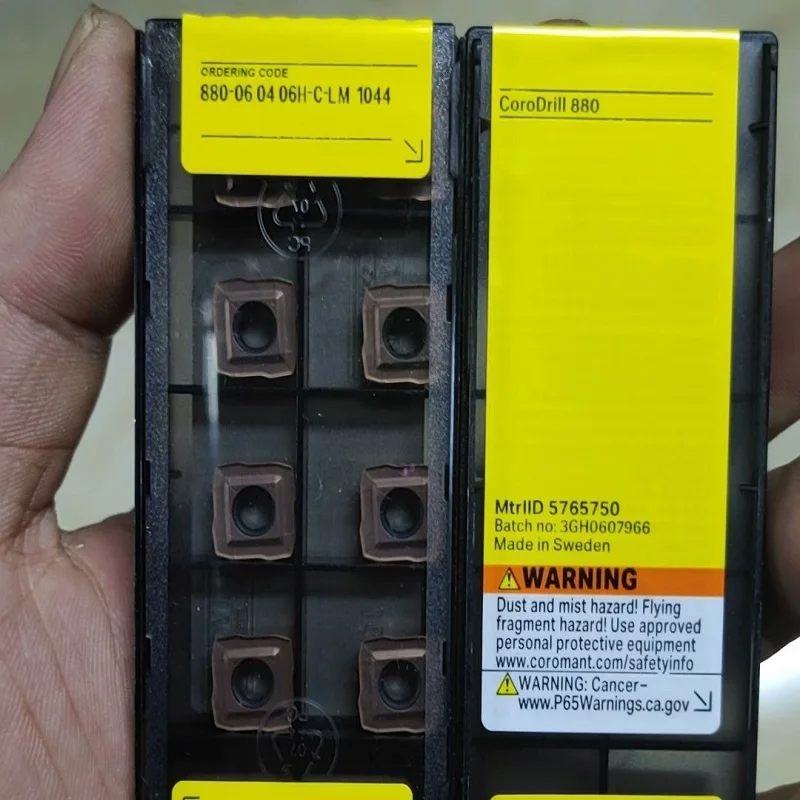 ORDERING CODE
880-06 04 06H-C-LM 1044
CoroDrill 880
MtrlID 5765750
Batch no: 3GH0607966
Made in Sweden
WARNING
Dust and mist hazard! Flying
fragment hazard! Use approved
personal protective equipment
www.coromant.com/safetyinfo
WARNING: Cancer-
www.P65Warnings.ca.gov
07
PC